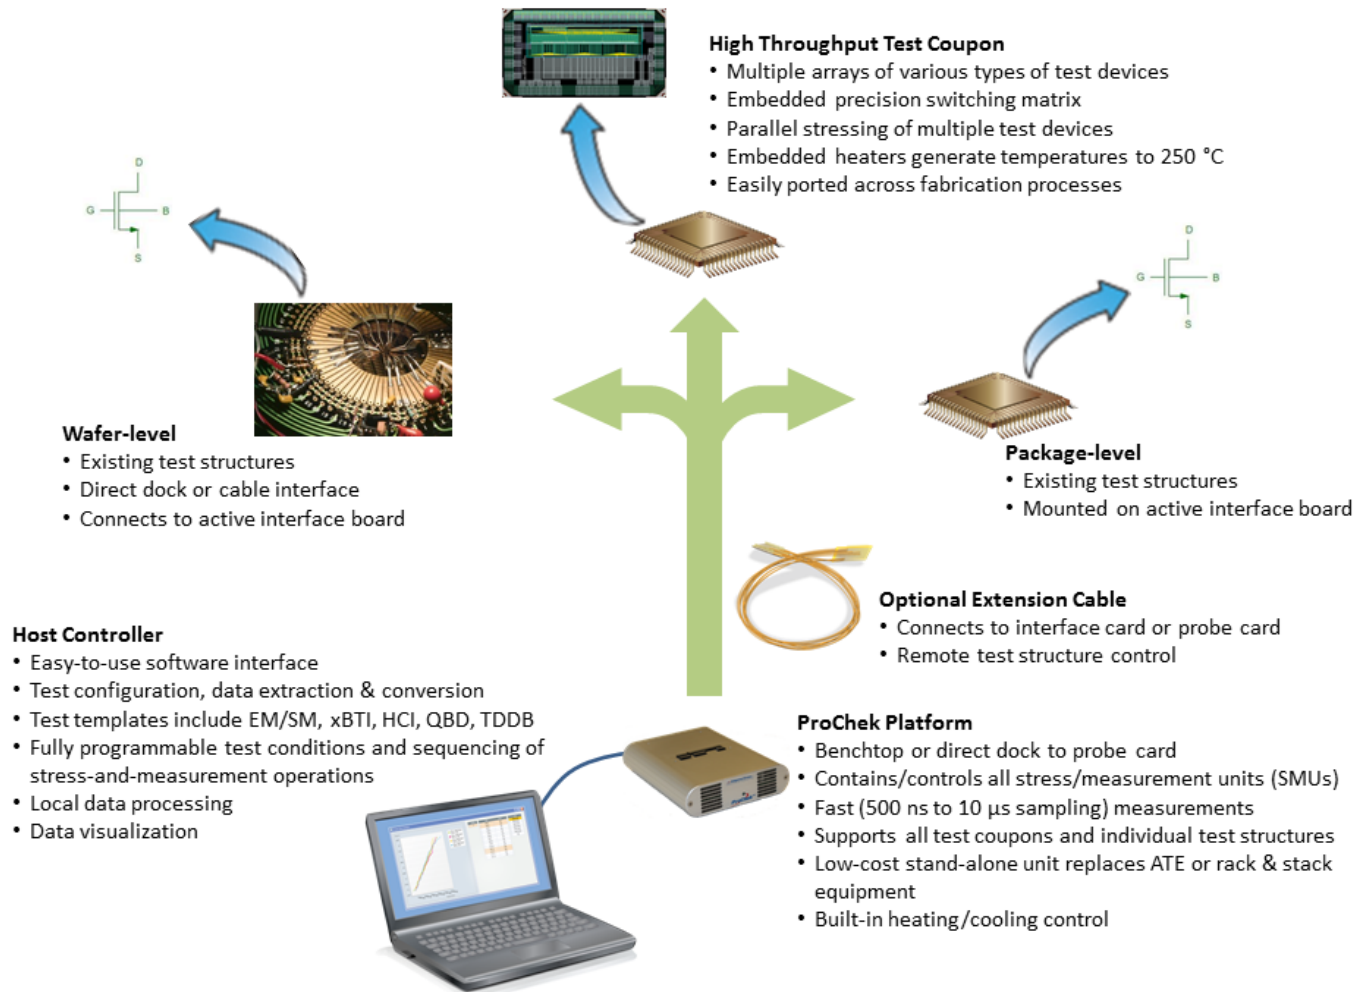 High Throughput Test Coupon
• Multiple arrays of various types of test devices
• Embedded precision switching matrix
• Parallel stressing of multiple test devices
• Embedded heaters generate temperatures to 250 °C
• Easily ported across fabrication processes
D
G
B
S
D
G
B
S
Wafer-level
• Existing test structures
• Direct dock or cable interface
• Connects to active interface board
Package-level
• Existing test structures
• Mounted on active interface board
Optional Extension Cable
• Connects to interface card or probe card
• Remote test structure control
Host Controller
• Easy-to-use software interface
• Test configuration, data extraction & conversion
• Test templates include EM/SM, xBTI, HCI, QBD, TDDB
• Fully programmable test conditions and sequencing of
stress-and-measurement operations
• Local data processing
• Data visualization
ProChek Platform
• Benchtop or direct dock to probe card
• Contains/controls all stress/measurement units (SMUs)
• Fast (500 ns to 10 µs sampling) measurements
• Supports all test coupons and individual test structures
• Low-cost stand-alone unit replaces ATE or rack & stack
equipment
• Built-in heating/cooling control